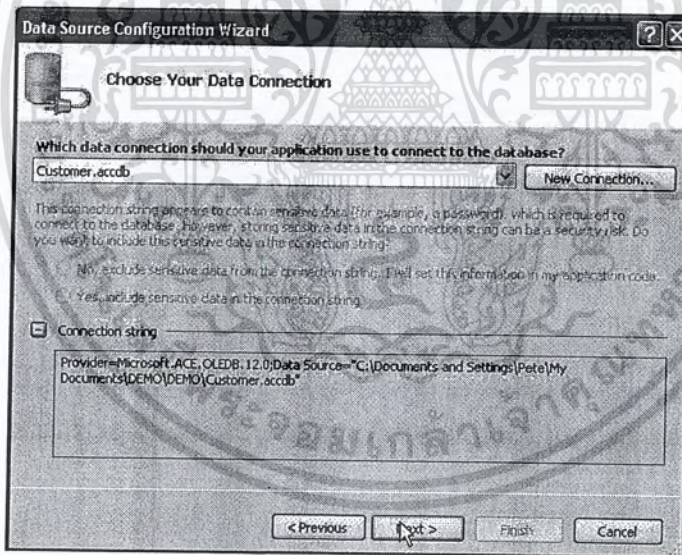 Data Source Configuration Wizard
Choose Your Data Connection
Which data connection should your application use to connect to the database?
Customer.accdb
New Connection...
This connection string appears to contain sensitive data (for example, a password), which is required to
connect to the database. However, storing sensitive data in the connection string can be a security risk. Do
you want to include this sensitive data in the connection string?
No, exclude sensitive data from the connection string. I will set this information in my application code.
Yes, include sensitive data in the connection string.
Connection string
Provider=Microsoft.ACE.OLEDB.12.0;Data Source="C:\Documents and Settings\Pete\My
Documents\DEMO\DEMO\Customer.accdb"
< Previous
Next >
Finish
Cancel